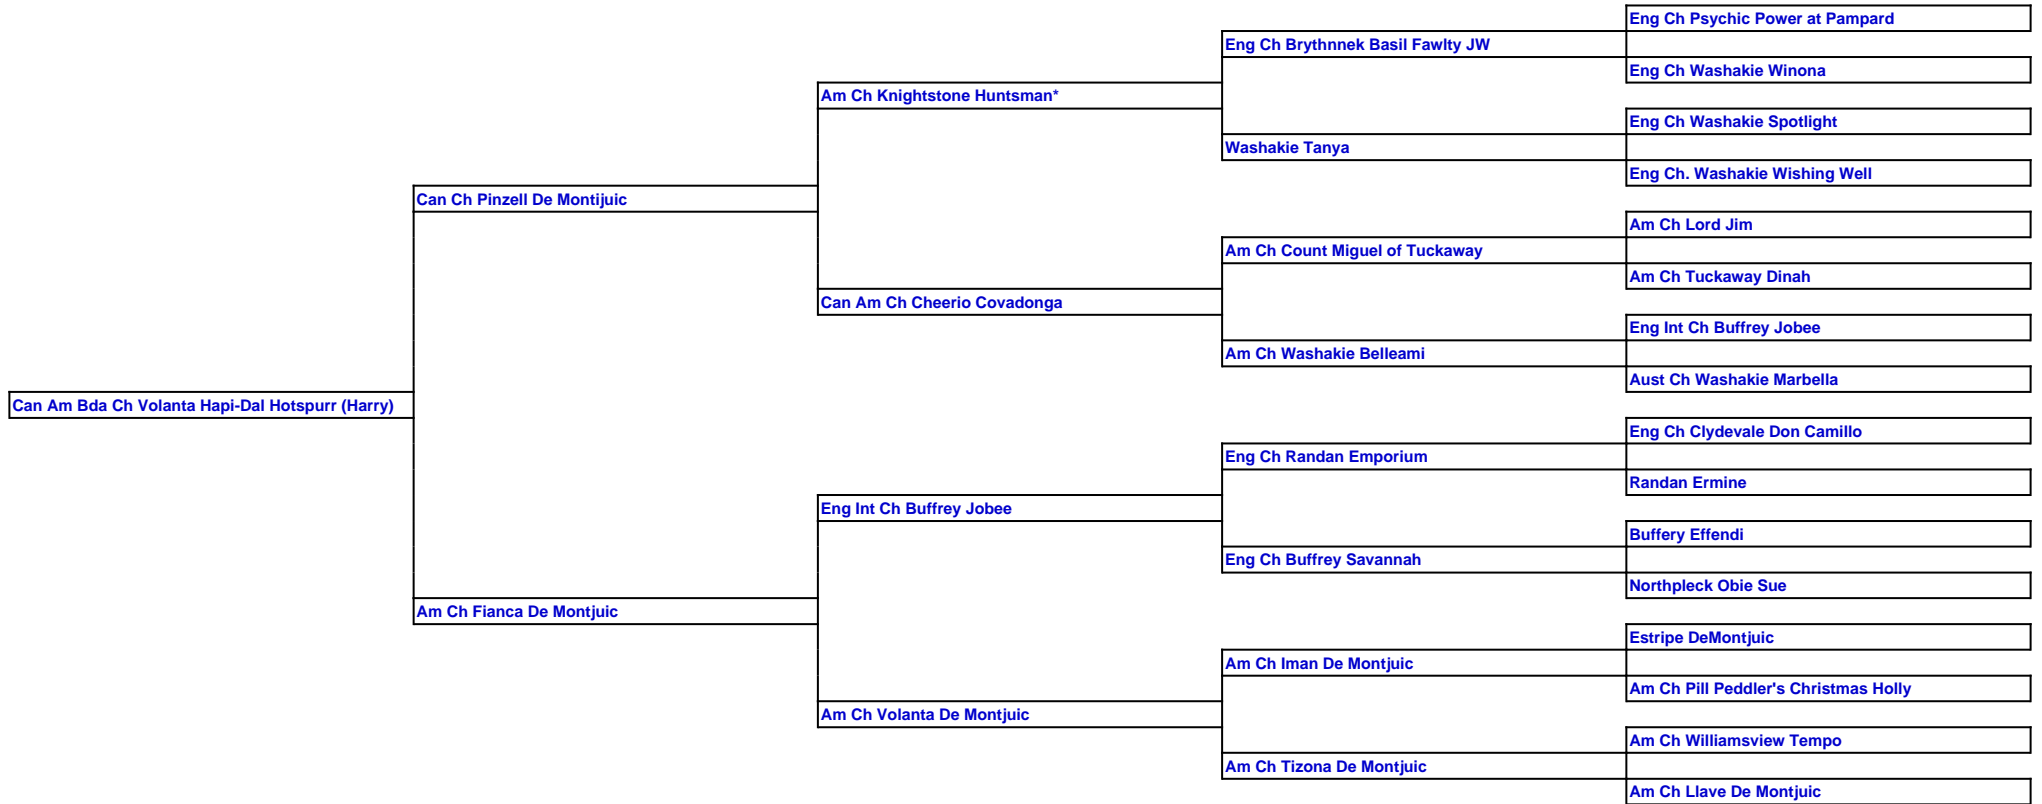 Eng Ch Psychic Power at Pampard
Eng Ch Brythnnek Basil Fawlty JW
Eng Ch Washakie Winona
Am Ch Knightstone Huntsman*
Eng Ch Washakie Spotlight
Washakie Tanya
Eng Ch. Washakie Wishing Well
Can Ch Pinzell De Montijuic
Am Ch Lord Jim
Am Ch Count Miguel of Tuckaway
Am Ch Tuckaway Dinah
Can Am Ch Cheerio Covadonga
Eng Int Ch Buffrey Jobee
Am Ch Washakie Belleami
Aust Ch Washakie Marbella
Can Am Bda Ch Volanta Hapi-Dal Hotspurr (Harry)
Eng Ch Clydevale Don Camillo
Eng Ch Randan Emporium
Randan Ermine
Eng Int Ch Buffrey Jobee
Buffery Effendi
Eng Ch Buffrey Savannah
Northpleck Obie Sue
Am Ch Fianca De Montjuic
Estripe DeMontjuic
Am Ch Iman De Montjuic
Am Ch Pill Peddler's Christmas Holly
Am Ch Volanta De Montjuic
Am Ch Williamsview Tempo
Am Ch Tizona De Montjuic
Am Ch Llave De Montjuic